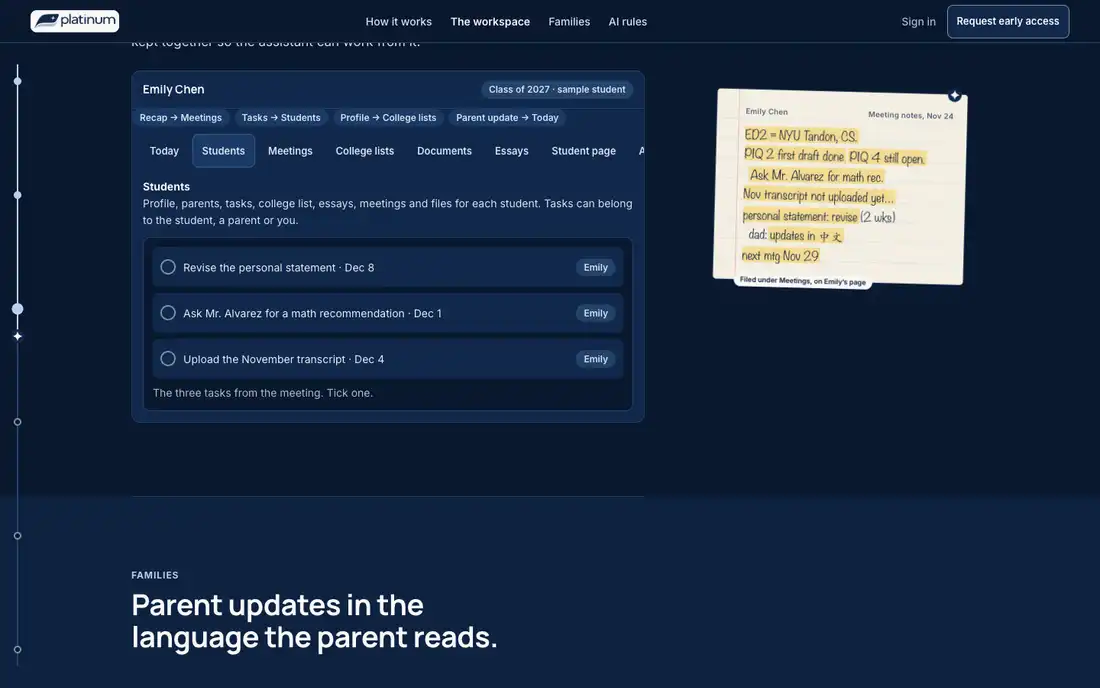 platinum
How it works
The workspace
Families
AI rules
Sign in
Request early access
kept together so the assistant can work from it.
Emily Chen
Class of 2027 · sample student
Recap → Meetings
Tasks → Students
Profile → College lists
Parent update → Today
Today
Students
Meetings
College lists
Documents
Essays
Student page
Students
Profile, parents, tasks, college list, essays, meetings and files for each student. Tasks can belong
to the student, a parent or you.
Revise the personal statement · Dec 8
Emily
Ask Mr. Alvarez for a math recommendation · Dec 1
Emily
Upload the November transcript · Dec 4
Emily
The three tasks from the meeting. Tick one.
Emily Chen
Meeting notes, Nov 24
ED2 = NYU Tandon, CS.
PIQ 2 first draft done. PIQ 4 still open.
Ask Mr. Alvarez for math rec.
Nov transcript not uploaded yet...
personal statement: revise (2 wks)
dad: updates in 中文
next mtg Nov 29
Filed under Meetings, on Emily's page
FAMILIES
Parent updates in the
language the parent reads.